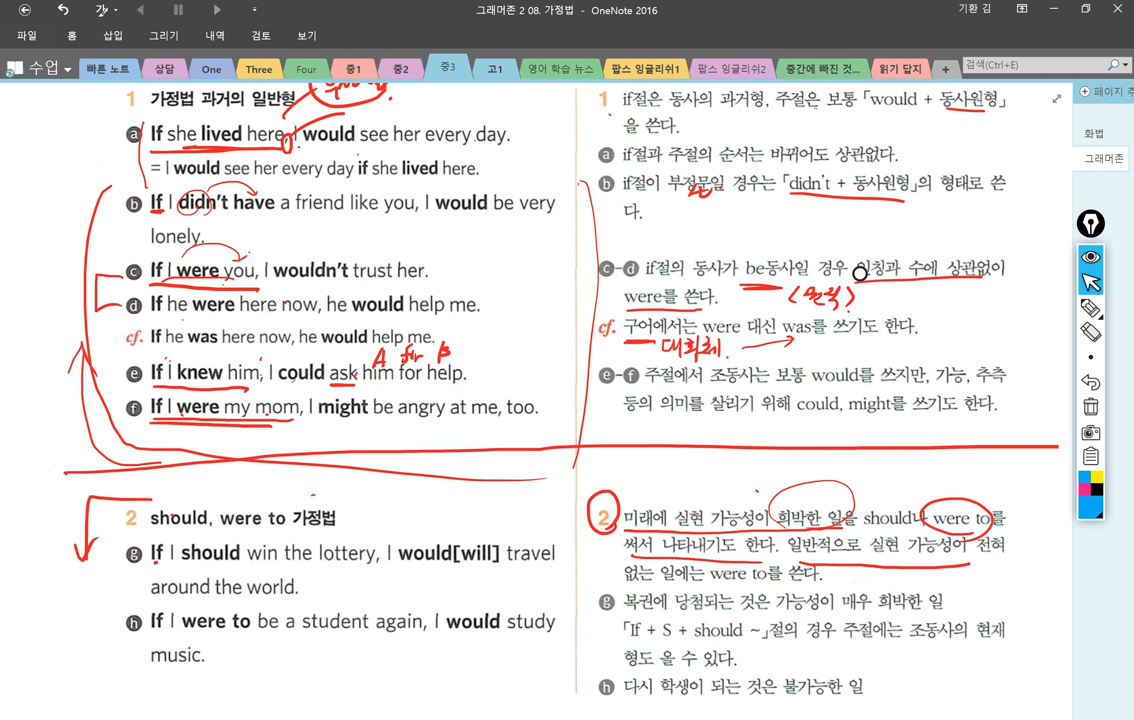 그래머존 2 08. 가정법 - OneNote 2016
기환 김
파일 홈 삽입 그리기 내역 검토 보기
수업 빠른 노트 상담 One Three Four 중1 중2 중3 고1 영어 학습 뉴스 팝스 잉글리쉬1 팝스 잉글리쉬2 중간에 빠진 것... 읽기 답지 + 검색(Ctrl+E)
페이지 추
화법
그래머존
1 가정법 과거의 일반형
a If she lived here, I would see her every day.
= I would see her every day if she lived here.
b If I didn't have a friend like you, I would be very
lonely.
c If I were you, I wouldn't trust her.
d If he were here now, he would help me.
cf. If he was here now, he would help me.
A for B
e If I knew him, I could ask him for help.
f If I were my mom, I might be angry at me, too.
2 should, were to 가정법
g If I should win the lottery, I would[will] travel
around the world.
h If I were to be a student again, I would study
music.
1 if절은 동사의 과거형, 주절은 보통 「would + 동사원형」
을 쓴다.
a if절과 주절의 순서는 바뀌어도 상관없다.
b if절이 부정문일 경우는 「didn't + 동사원형」의 형태로 쓴
다.
c-d if절의 동사가 be동사일 경우 인칭과 수에 상관없이
were를 쓴다. (원칙)
cf. 구어에서는 were 대신 was를 쓰기도 한다.
대화체
e-f 주절에서 조동사는 보통 would를 쓰지만, 가능, 추측
등의 의미를 살리기 위해 could, might를 쓰기도 한다.
2 미래에 실현 가능성이 희박한 일을 should나 were to를
써서 나타내기도 한다. 일반적으로 실현 가능성이 전혀
없는 일에는 were to를 쓴다.
g 복권에 당첨되는 것은 가능성이 매우 희박한 일
「If + S + should ~」절의 경우 주절에는 조동사의 현재
형도 올 수 있다.
h 다시 학생이 되는 것은 불가능한 일